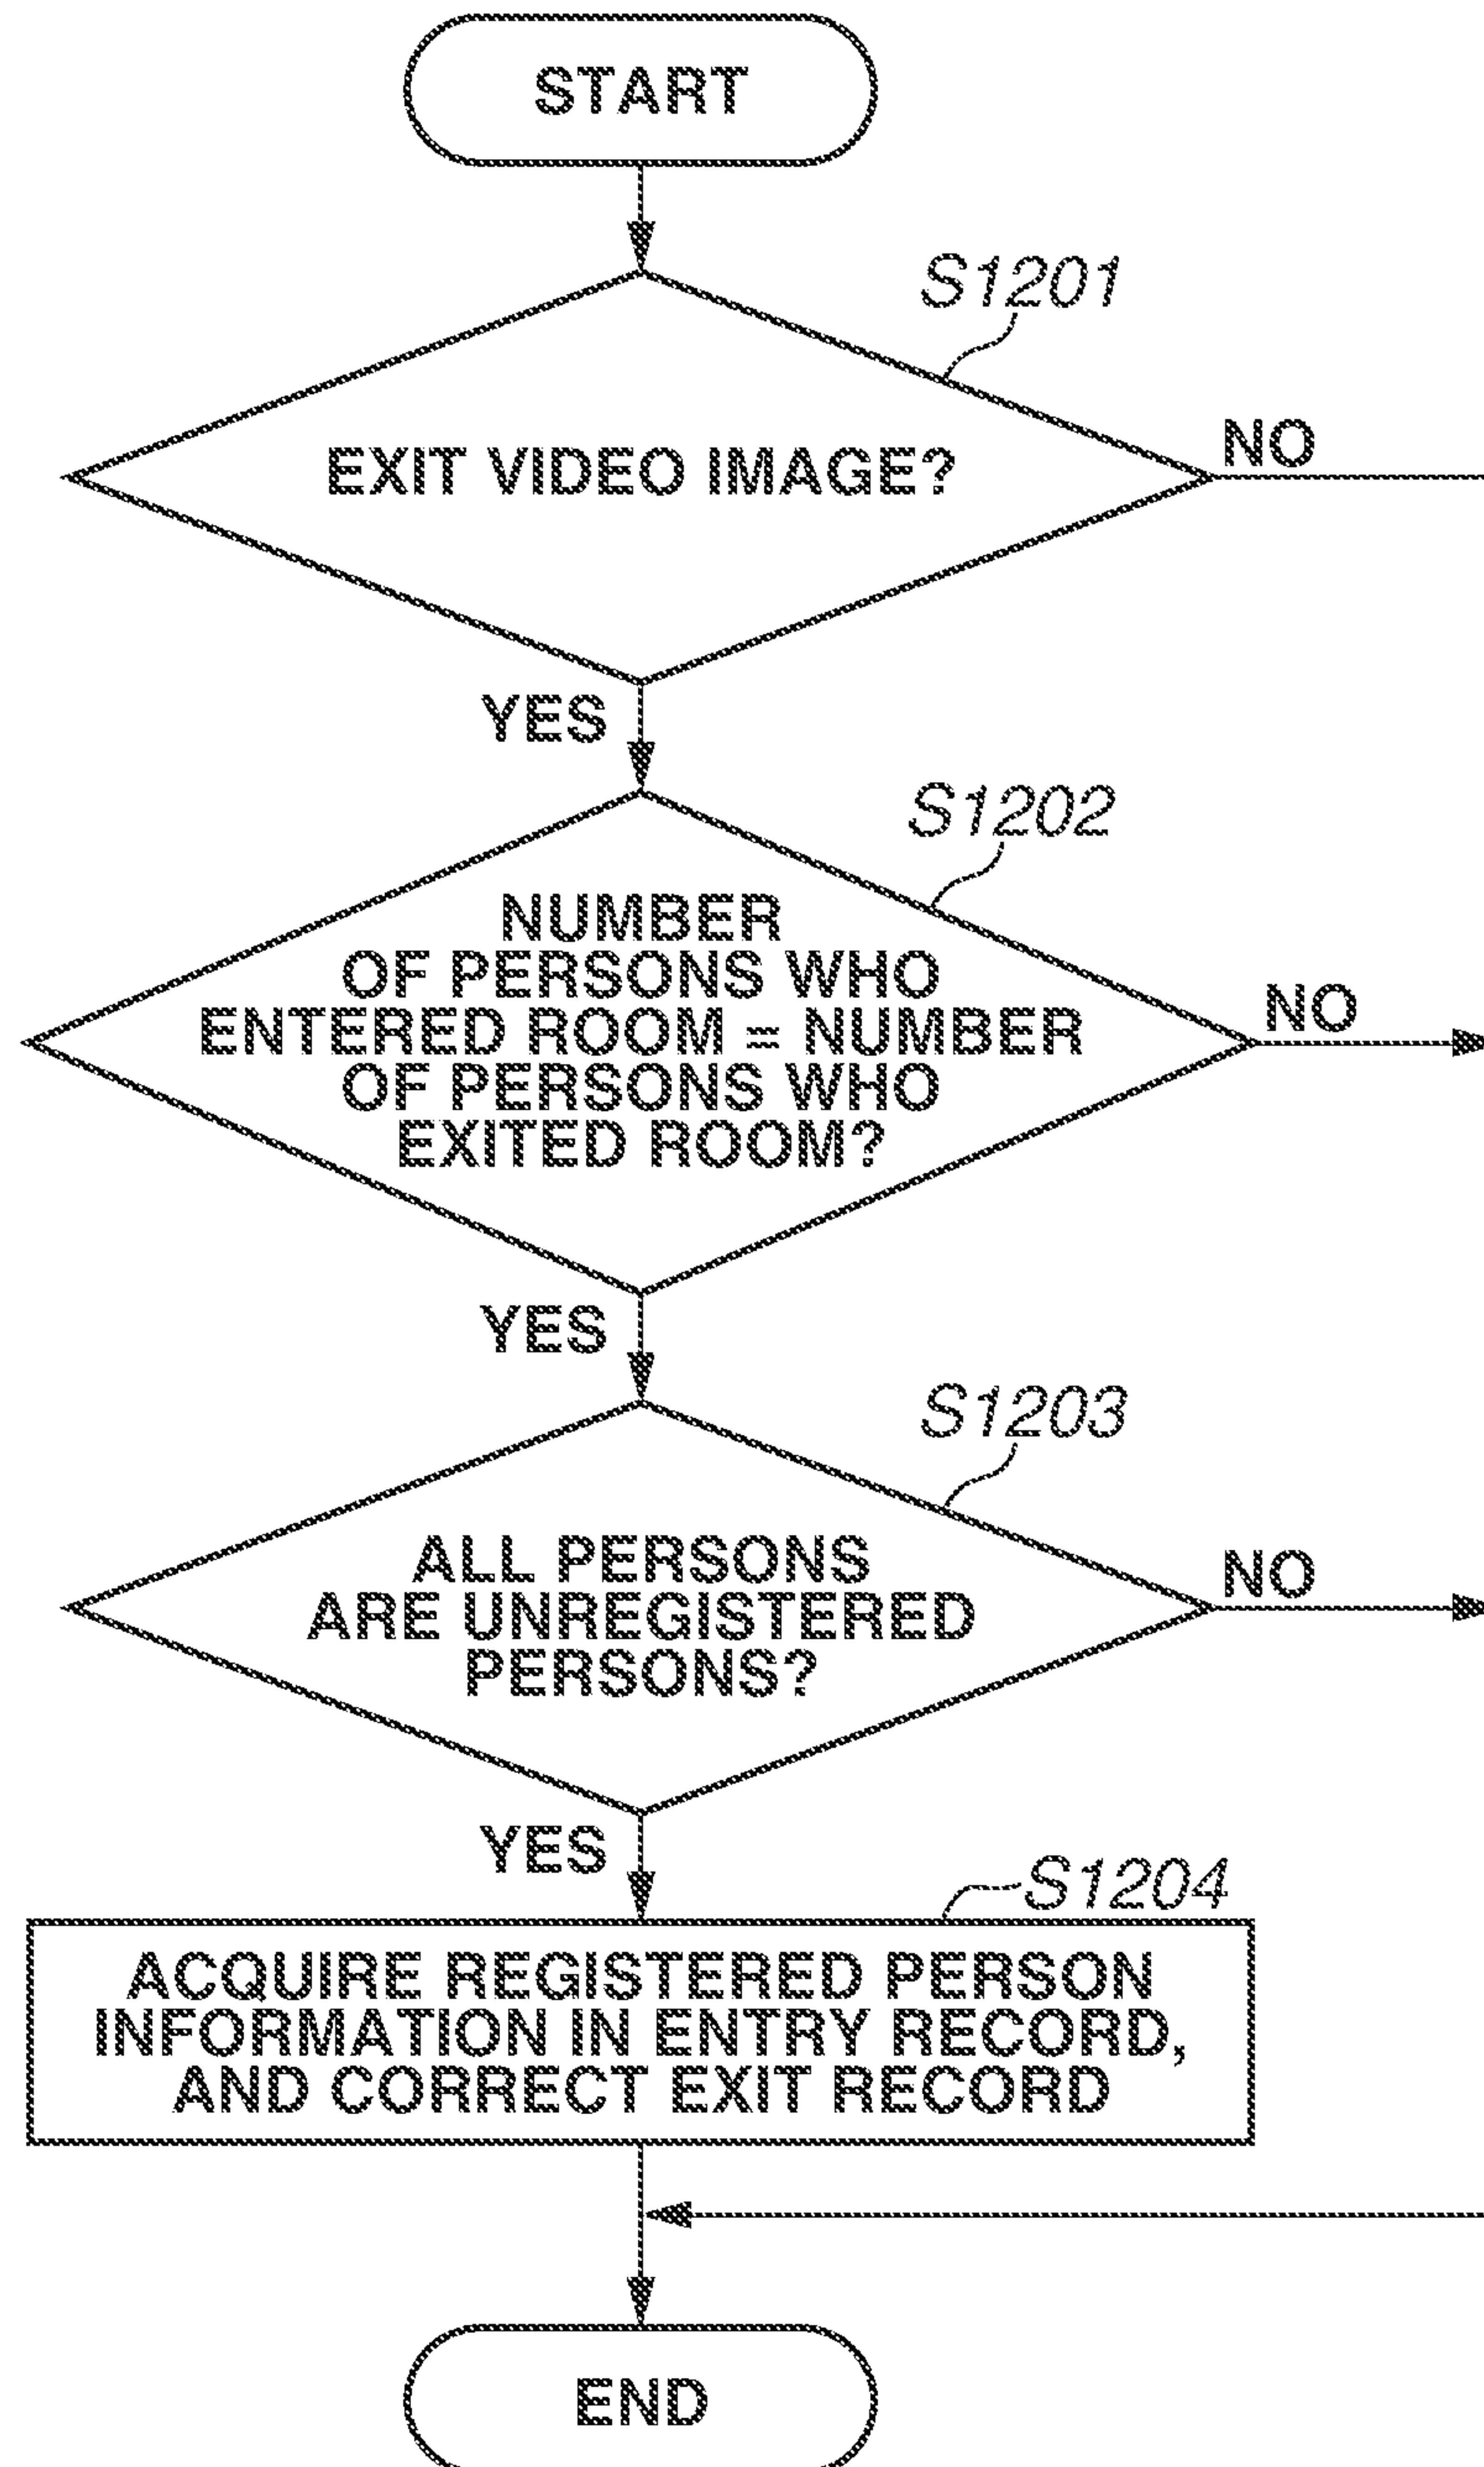 START
S1201
EXIT VIDEO IMAGE?
NO
YES
S1202
NUMBER
OF PERSONS WHO
ENTERED ROOM = NUMBER
OF PERSONS WHO
EXITED ROOM?
NO
YES
S1203
ALL PERSONS
ARE UNREGISTERED
PERSONS?
NO
YES
S1204
ACQUIRE REGISTERED PERSON
INFORMATION IN ENTRY RECORD,
AND CORRECT EXIT RECORD
END